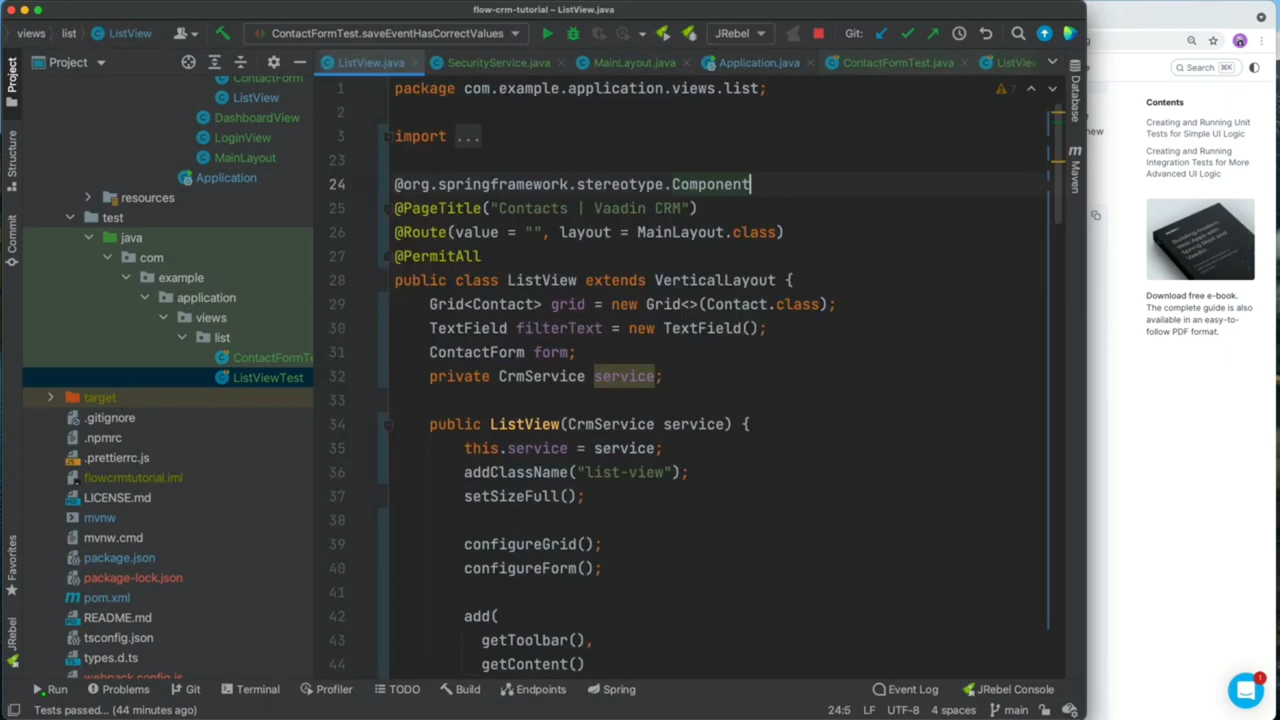 flow-crm-tutorial – ListView.java
views list ListView ContactFormTest.saveEventHasCorrectValues JRebel Git:
Project ListView.java SecurityService.java MainLayout.java Application.java ContactFormTest.java ListView
Project
Structure
Commit
Favorites
JRebel
ContactForm
ListView
DashboardView
LoginView
MainLayout
Application
resources
test
java
com
example
application
views
list
ContactFormTe
ListViewTest
target
.gitignore
.npmrc
.prettierrc.js
flowcrmtutorial.iml
LICENSE.md
mvnw
mvnw.cmd
package.json
package-lock.json
pom.xml
README.md
tsconfig.json
types.d.ts
webpack.config.js
1 package com.example.application.views.list;
2
3 import ...
23
24 @org.springframework.stereotype.Component
25 @PageTitle("Contacts | Vaadin CRM")
26 @Route(value = "", layout = MainLayout.class)
27 @PermitAll
28 public class ListView extends VerticalLayout {
29 Grid<Contact> grid = new Grid<>(Contact.class);
30 TextField filterText = new TextField();
31 ContactForm form;
32 private CrmService service;
33
34 public ListView(CrmService service) {
35 this.service = service;
36 addClassName("list-view");
37 setSizeFull();
38
39 configureGrid();
40 configureForm();
41
42 add(
43 getToolbar(),
44 getContent()
7
Database
m
Maven
Run Problems Git Terminal Profiler TODO Build Endpoints Spring Event Log JRebel Console
Tests passed... (44 minutes ago) 24:5 LF UTF-8 4 spaces main
g
Search ⌘K
ew
Contents
Creating and Running Unit
Tests for Simple UI Logic
Creating and Running
Integration Tests for More
Advanced UI Logic
Download free e-book.
The complete guide is also
available in an easy-to-
follow PDF format.
1